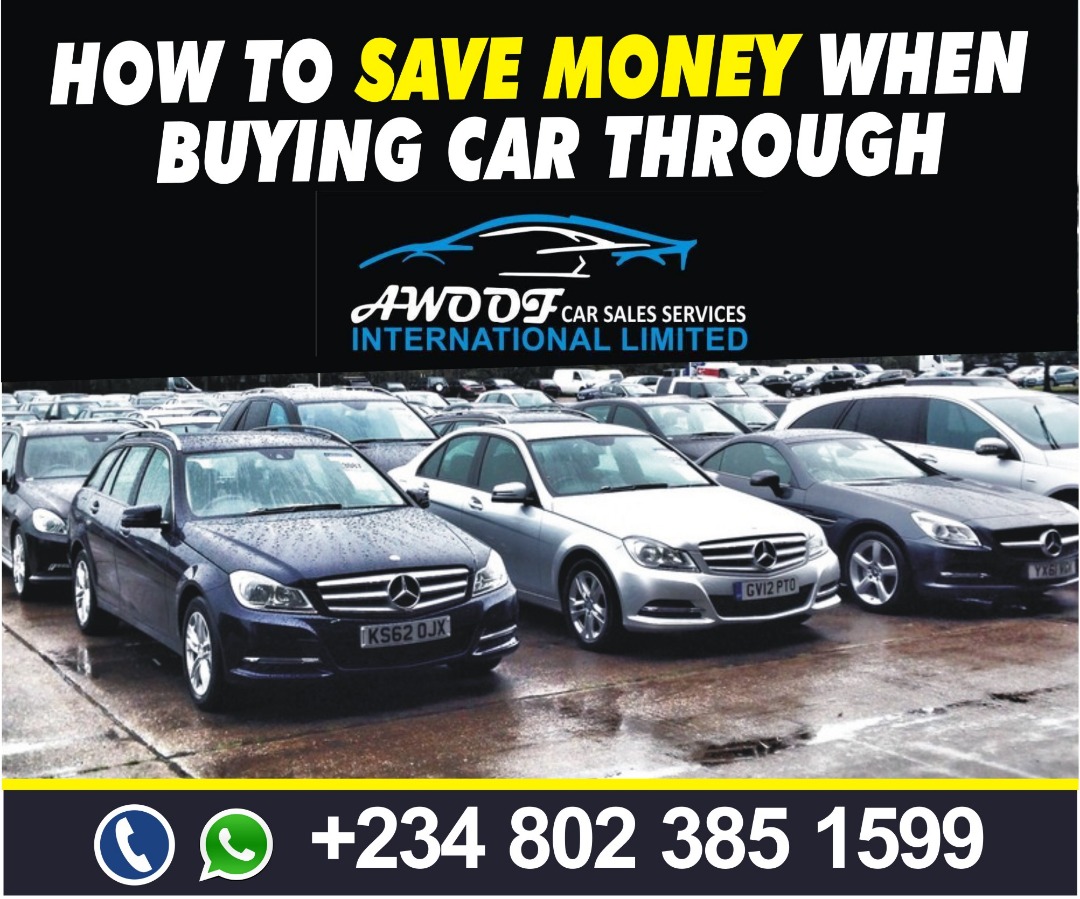 HOW TO SAVE MONEY WHEN
BUYING CAR THROUGH
AWOOF CAR SALES SERVICES
INTERNATIONAL LIMITED
KS62 OJX
GV12 PTO
+234 802 385 1599